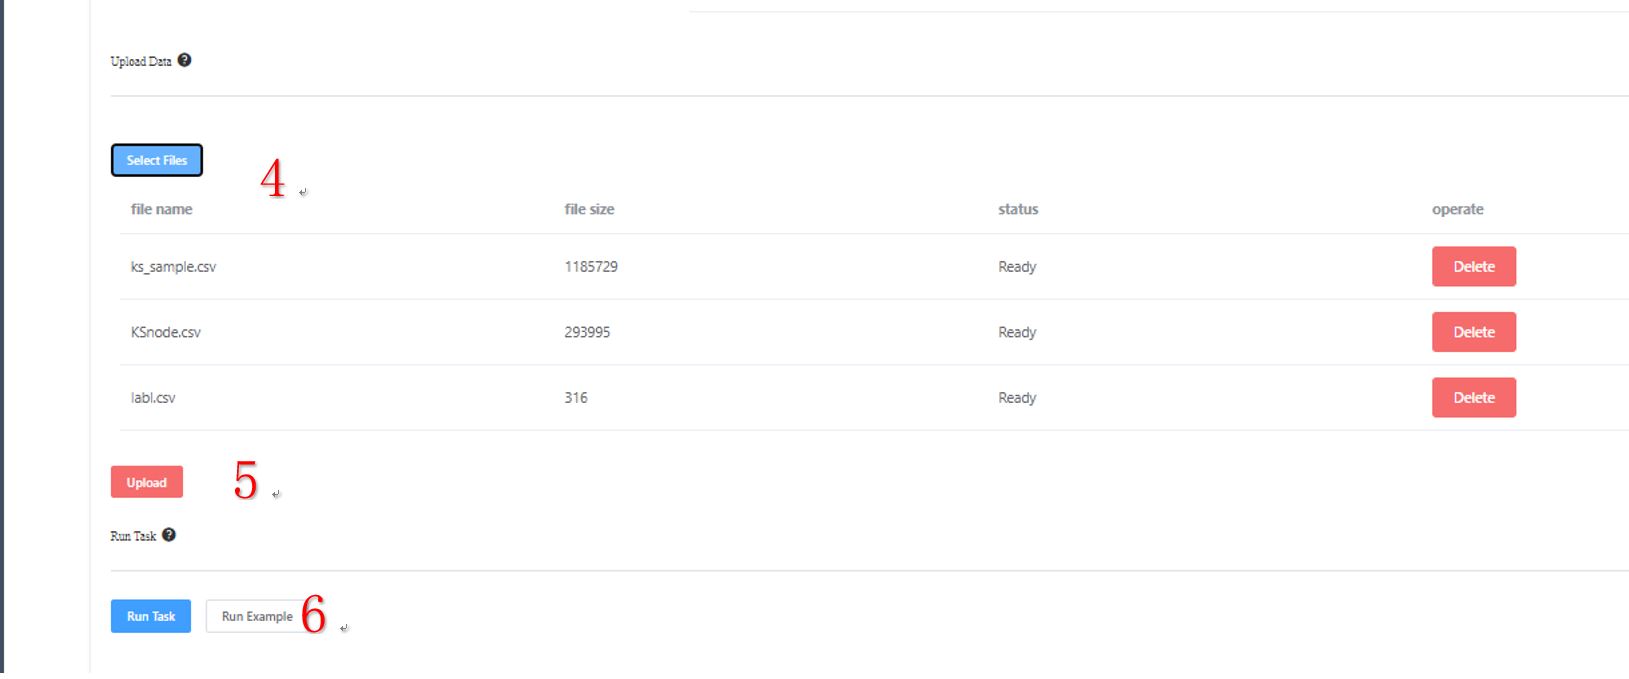 Upload Data
Select Files
4
file name file size status operate
ks_sample.csv 1185729 Ready Delete
KSnode.csv 293995 Ready Delete
labl.csv 316 Ready Delete
Upload
5
Run Task
Run Task Run Example 6